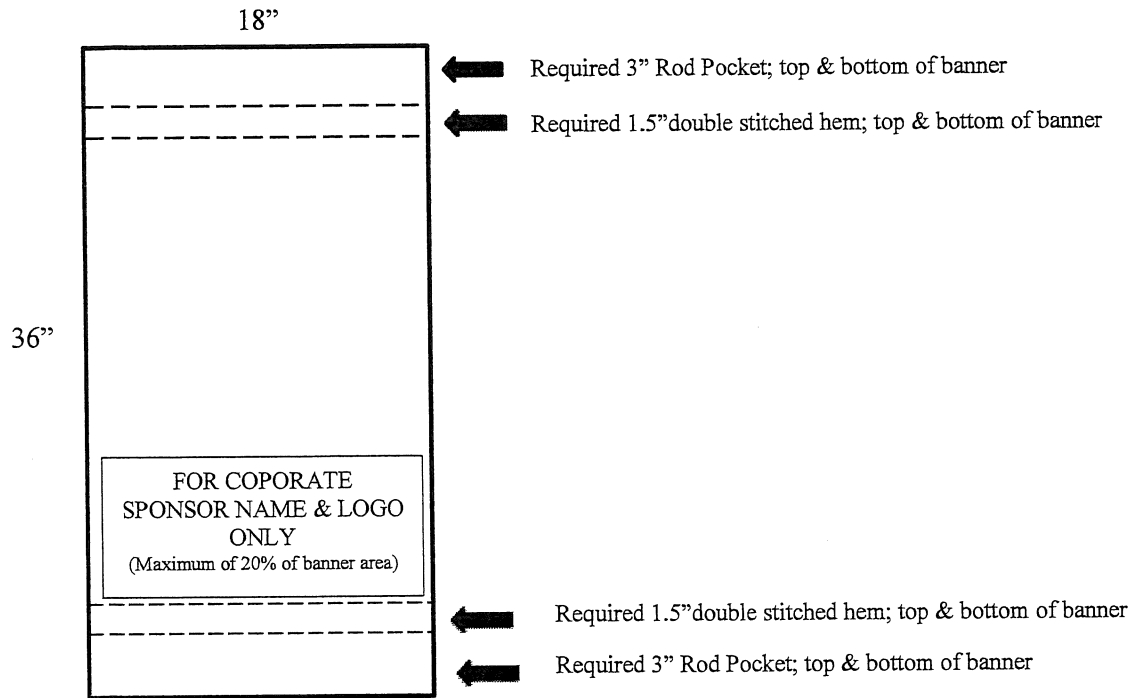 18”
Required 3” Rod Pocket; top & bottom of banner
Required 1.5”double stitched hem; top & bottom of banner
36”
FOR COPORATE
SPONSOR NAME & LOGO
ONLY
(Maximum of 20% of banner area)
Required 1.5”double stitched hem; top & bottom of banner
Required 3” Rod Pocket; top & bottom of banner